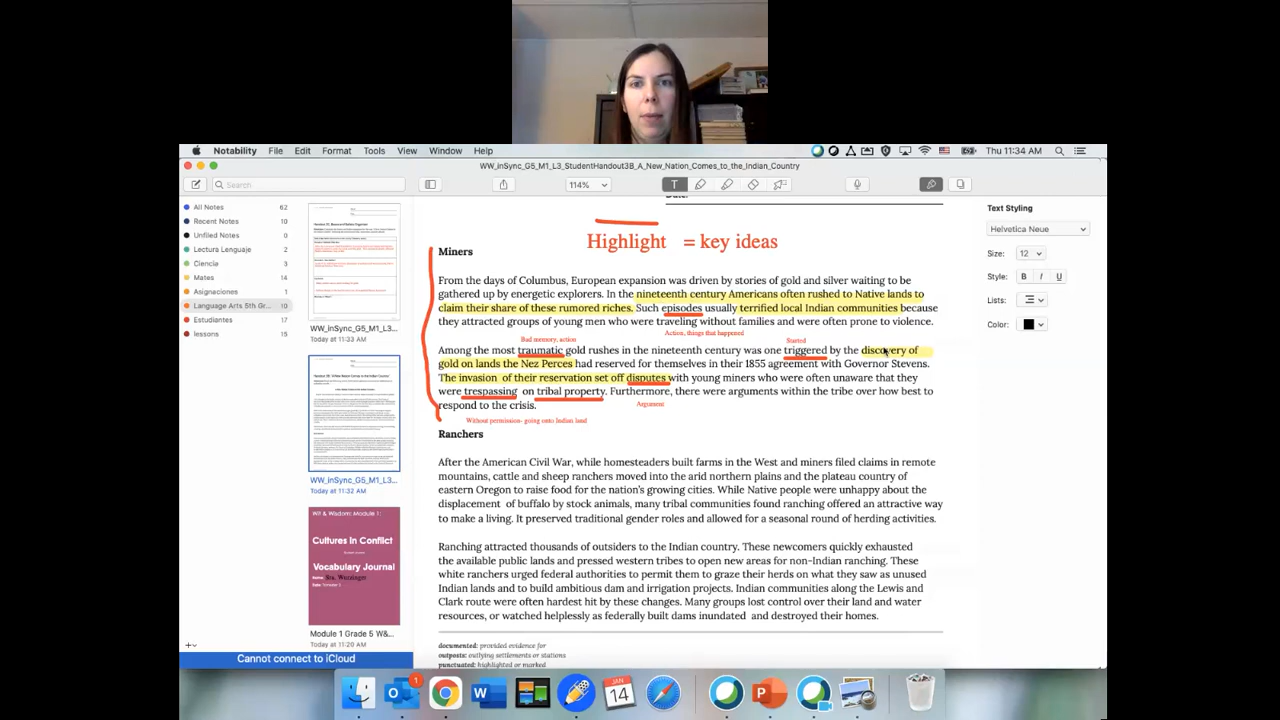 Notability File Edit Format Tools View Window Help Thu 11:34 AM
WW_inSync_G5_M1_L3_StudentHandout3B_A_New_Nation_Comes_to_the_Indian_Country
Search
114%
T
All Notes 62
Recent Notes 10
Unfiled Notes 0
Lectura Lenguaje 2
Ciencia 3
Mates 14
Asignaciones 1
Language Arts 5th Gr... 10
Estudiantes 17
lessons 15
Cannot connect to iCloud
WW_inSync_G5_M1_L3...
Today at 11:33 AM
WW_inSync_G5_M1_L3...
Today at 11:32 AM
Wit & Wisdom: Module 1:
Cultures in Conflict
Vocabulary Journal
Module 1 Grade 5 W&...
Today at 11:20 AM
Highlight = key ideas
Miners
From the days of Columbus, European expansion was driven by stories of gold and silver waiting to be
gathered up by energetic explorers. In the nineteenth century Americans often rushed to Native lands to
claim their share of these rumored riches. Such episodes usually terrified local Indian communities because
they attracted groups of young men who were traveling without families and were often prone to violence.
Action, things that happened
Bad memory, action
Started
Among the most traumatic gold rushes in the nineteenth century was one triggered by the discovery of
gold on lands the Nez Perces had reserved for themselves in their 1855 agreement with Governor Stevens.
The invasion of their reservation set off disputes with young miners who were often unaware that they
were trespassing on tribal property. Furthermore, there were arguments within the tribe over how best to
respond to the crisis.
Argument
Without permission- going onto Indian land
Ranchers
After the American Civil War, while homesteaders built farms in the West and miners filed claims in remote
mountains, cattle and sheep ranchers moved into the arid northern plains and the plateau country of
eastern Oregon to raise food for the nation's growing cities. While Native people were unhappy about the
displacement of buffalo by stock animals, many tribal communities found ranching offered an attractive way
to make a living. It preserved traditional gender roles and allowed for a seasonal round of herding activities.
Ranching attracted thousands of outsiders to the Indian country. These newcomers quickly exhausted
the available public lands and pressed western tribes to open new areas for non-Indian ranching. These
white ranchers urged federal authorities to permit them to graze their herds on what they saw as unused
Indian lands and to build ambitious dam and irrigation projects. Indian communities along the Lewis and
Clark route were often hardest hit by these changes. Many groups lost control over their land and water
resources, or watched helplessly as federally built dams inundated and destroyed their homes.
documented: provided evidence for
outposts: outlying settlements or stations
punctuated: highlighted or marked
Text Styling
Helvetica Neue
Size: 12
Style: B I U
Lists:
Color:
1
JAN
14
W
P